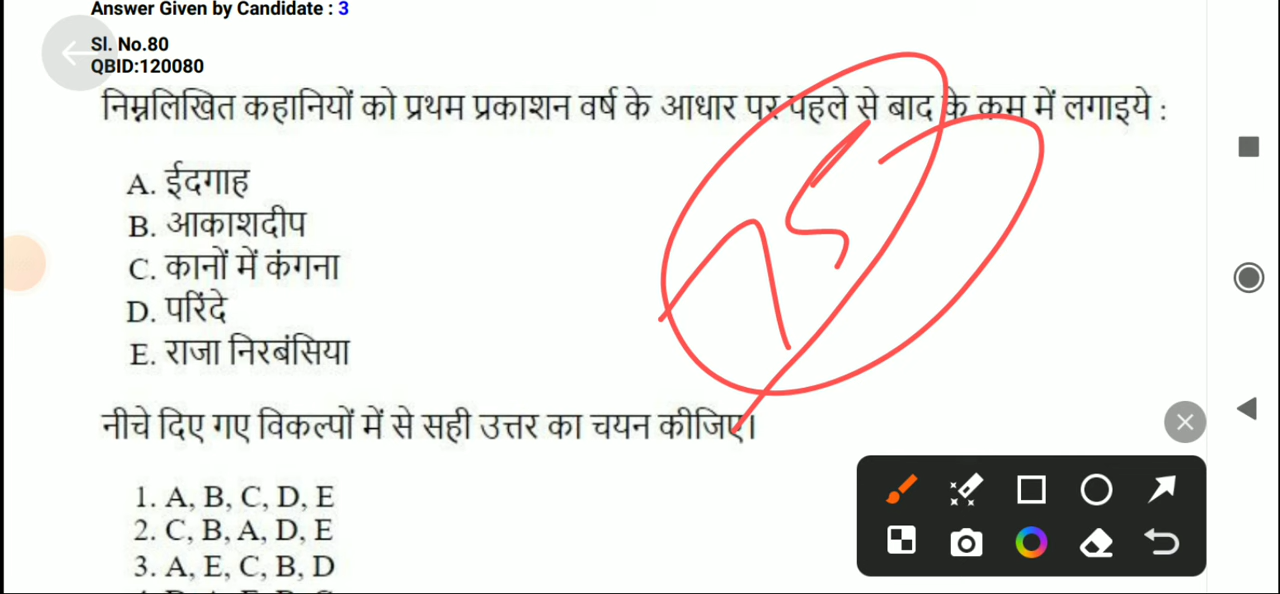 Answer Given by Candidate : 3
Sl. No.80
QBID:120080
निम्नलिखित कहानियों को प्रथम प्रकाशन वर्ष के आधार पर पहले से बाद के क्रम में लगाइये :
A. ईदगाह
B. आकाशदीप
C. कानों में कंगना
D. परिंदे
E. राजा निरबंसिया
नीचे दिए गए विकल्पों में से सही उत्तर का चयन कीजिए।
1. A, B, C, D, E
2. C, B, A, D, E
3. A, E, C, B, D